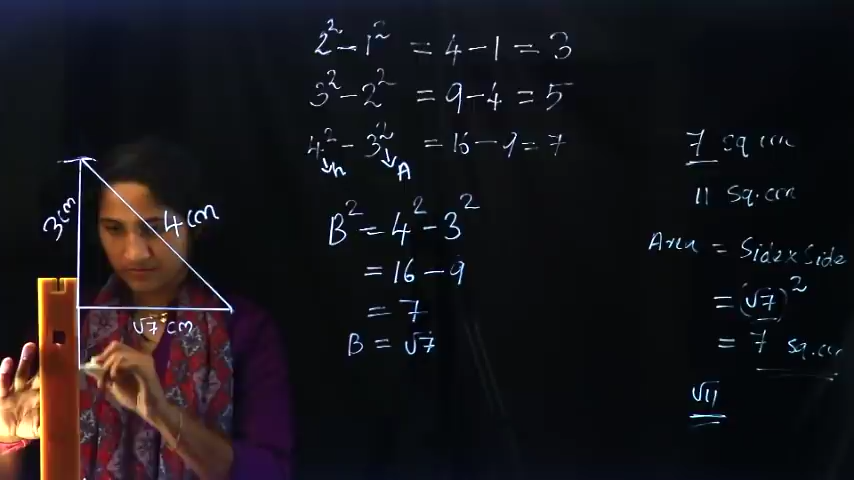 2² - 1² = 4 - 1 = 3
3² - 2² = 9 - 4 = 5
4² - 3² = 16 - 9 = 7
↓h ↓A
B² = 4² - 3²
= 16 - 9
= 7
B = √7
3cm
4cm
√7 cm
7 sq cm
11 sq.cm
Area = Side x Side
= (√7)²
= 7 sq.cm
√11